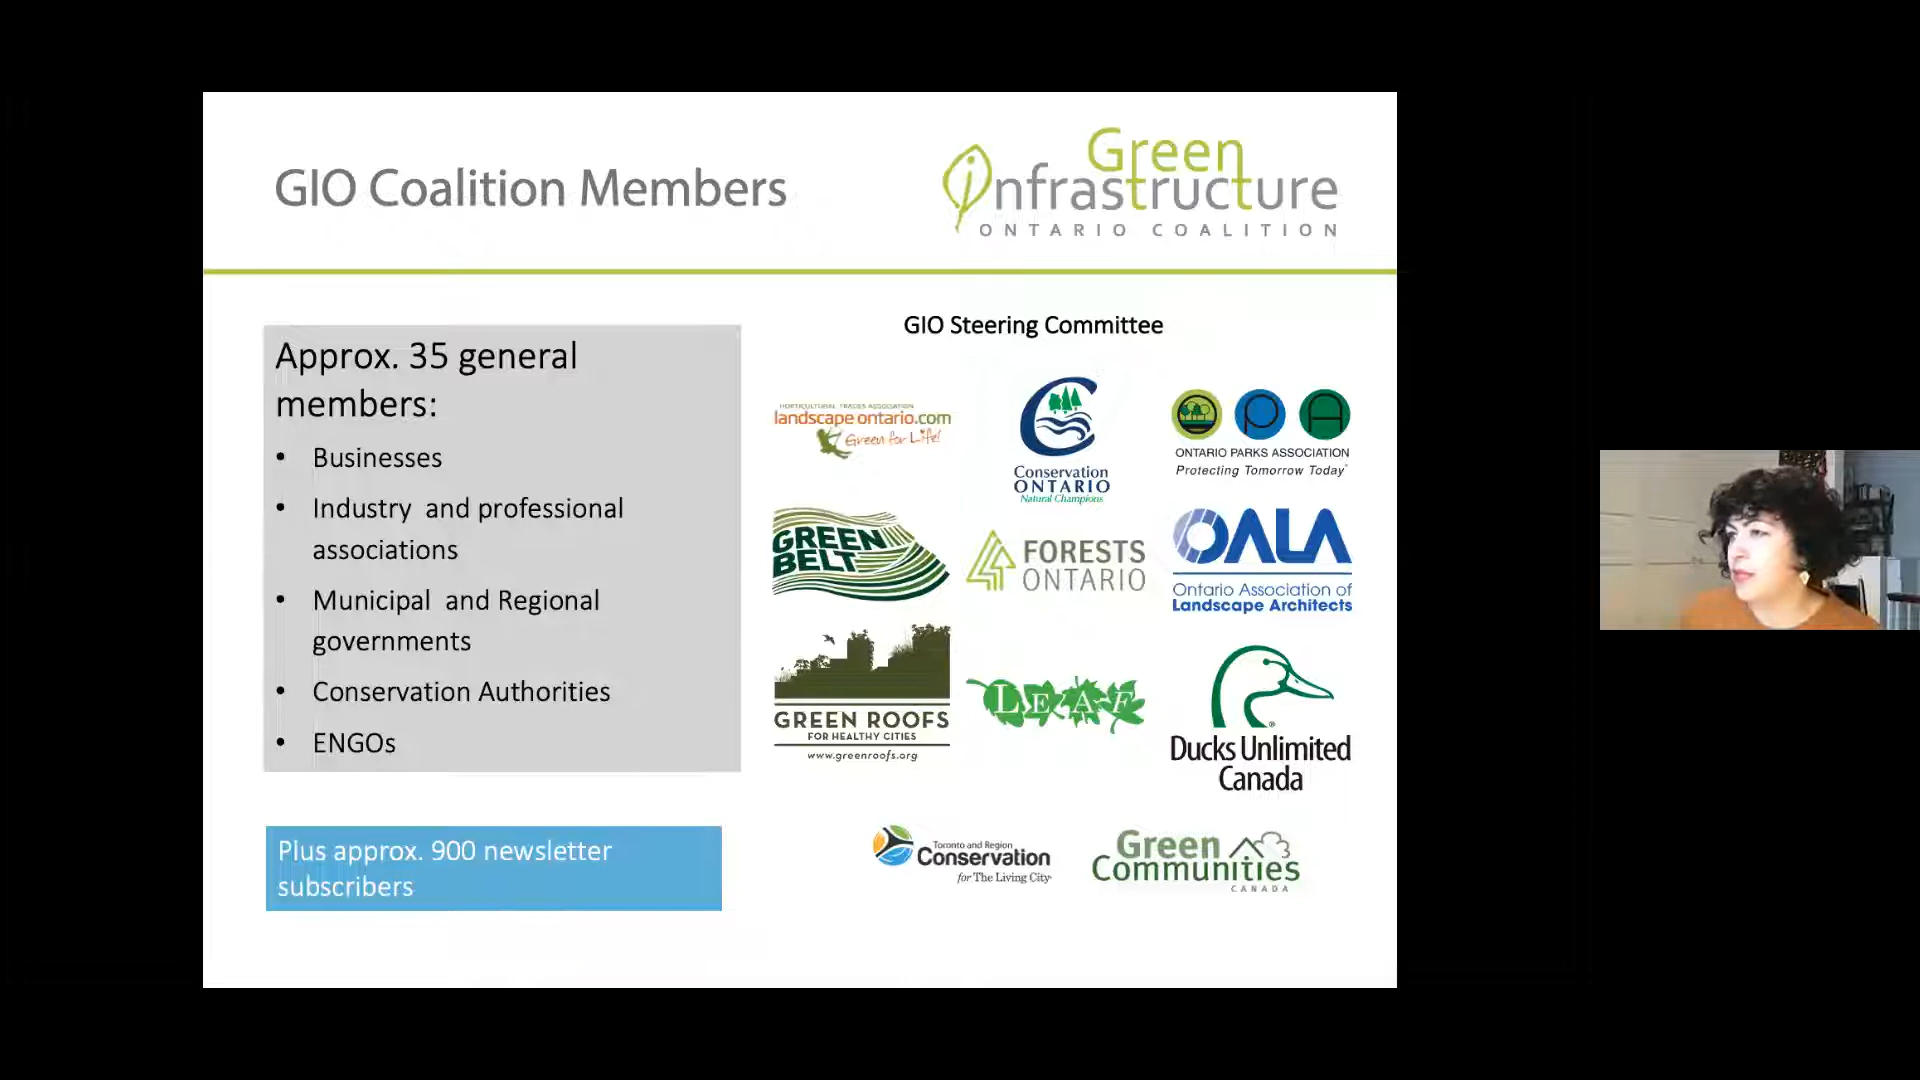 GIO Coalition Members
Green
infrastructure
ONTARIO COALITION
Approx. 35 general
members:
• Businesses
• Industry and professional
associations
• Municipal and Regional
governments
• Conservation Authorities
• ENGOs
Plus approx. 900 newsletter
subscribers
GIO Steering Committee
HORTICULTURAL TRADES ASSOCIATION
landscape ontario.com
Green for Life!
Conservation
ONTARIO
Natural Champions
OPA
ONTARIO PARKS ASSOCIATION
Protecting Tomorrow Today
GREEN
BELT
FORESTS
ONTARIO
OALA
Ontario Association of
Landscape Architects
GREEN ROOFS
FOR HEALTHY CITIES
www.greenroofs.org
LEAF
Ducks Unlimited
Canada
Toronto and Region
Conservation
for The Living City
Green
Communities
CANADA